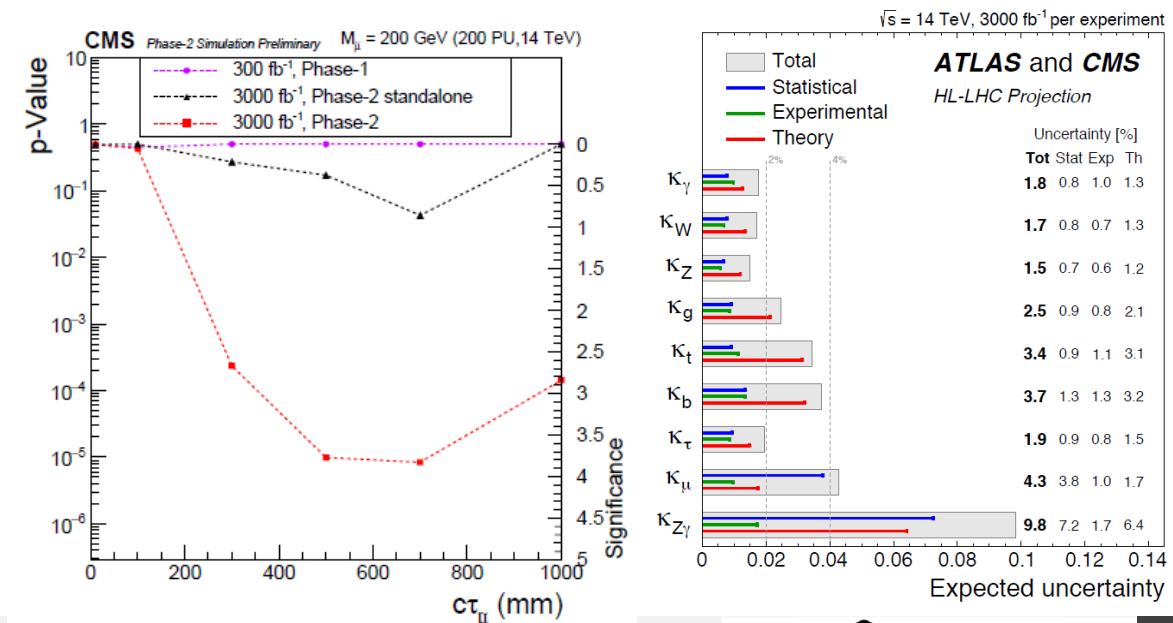 CMS Phase-2 Simulation Preliminary M_μ̃ = 200 GeV (200 PU,14 TeV)
300 fb⁻¹, Phase-1
3000 fb⁻¹, Phase-2 standalone
3000 fb⁻¹, Phase-2
p-Value
10
1
10⁻¹
10⁻²
10⁻³
10⁻⁴
10⁻⁵
10⁻⁶
0
0.5
1
1.5
2
2.5
3
3.5
4
4.5
5
Significance
0 200 400 600 800 1000
cτ_μ̃ (mm)
√s = 14 TeV, 3000 fb⁻¹ per experiment
Total
Statistical
Experimental
Theory
ATLAS and CMS
HL-LHC Projection
Uncertainty [%]
Tot Stat Exp Th
2% 4%
κ_γ 1.8 0.8 1.0 1.3
κ_W 1.7 0.8 0.7 1.3
κ_Z 1.5 0.7 0.6 1.2
κ_g 2.5 0.9 0.8 2.1
κ_t 3.4 0.9 1.1 3.1
κ_b 3.7 1.3 1.3 3.2
κ_τ 1.9 0.9 0.8 1.5
κ_μ 4.3 3.8 1.0 1.7
κ_Zγ 9.8 7.2 1.7 6.4
0 0.02 0.04 0.06 0.08 0.1 0.12 0.14
Expected uncertainty